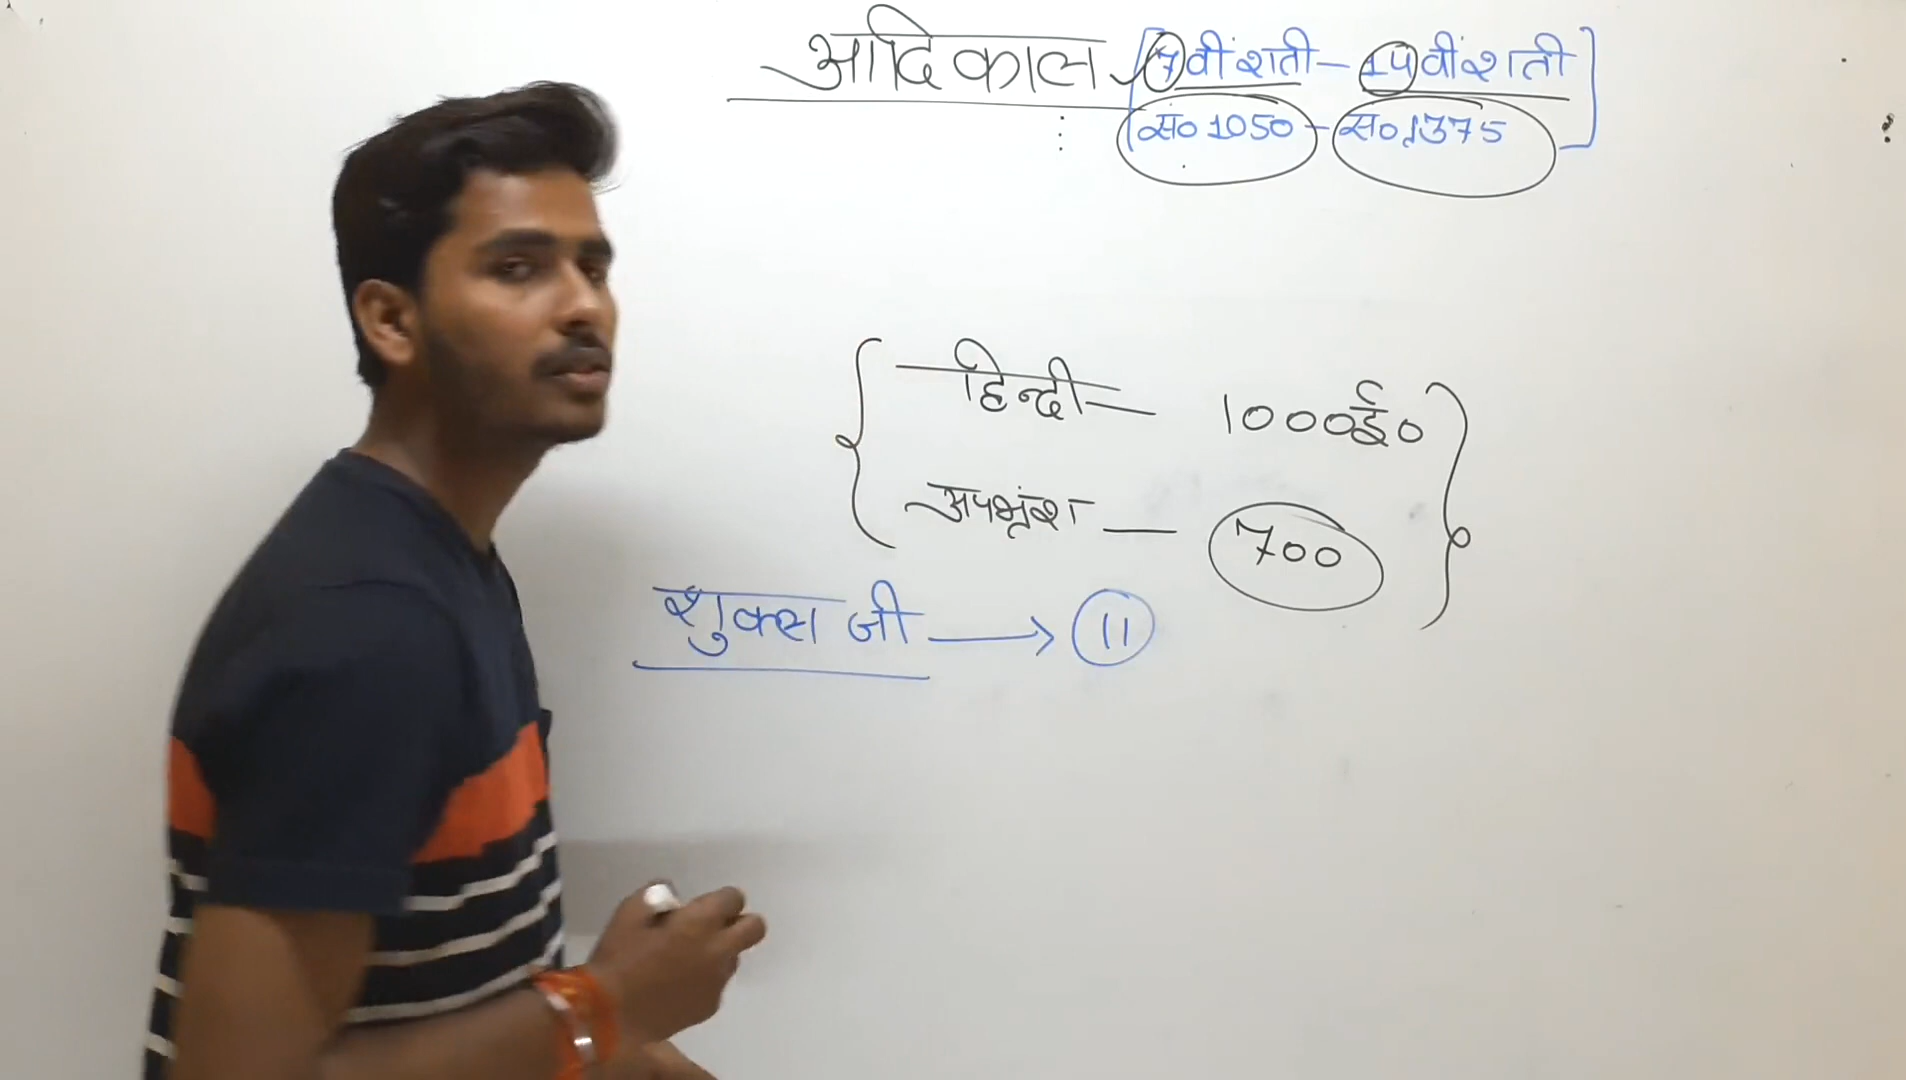 आदिकाल [7वीं शती – 14वीं शती
सं० 1050 – सं० 1375]
{ हिन्दी — 1000ई० }
अपभ्रंश — 700
शुक्ल जी → 11